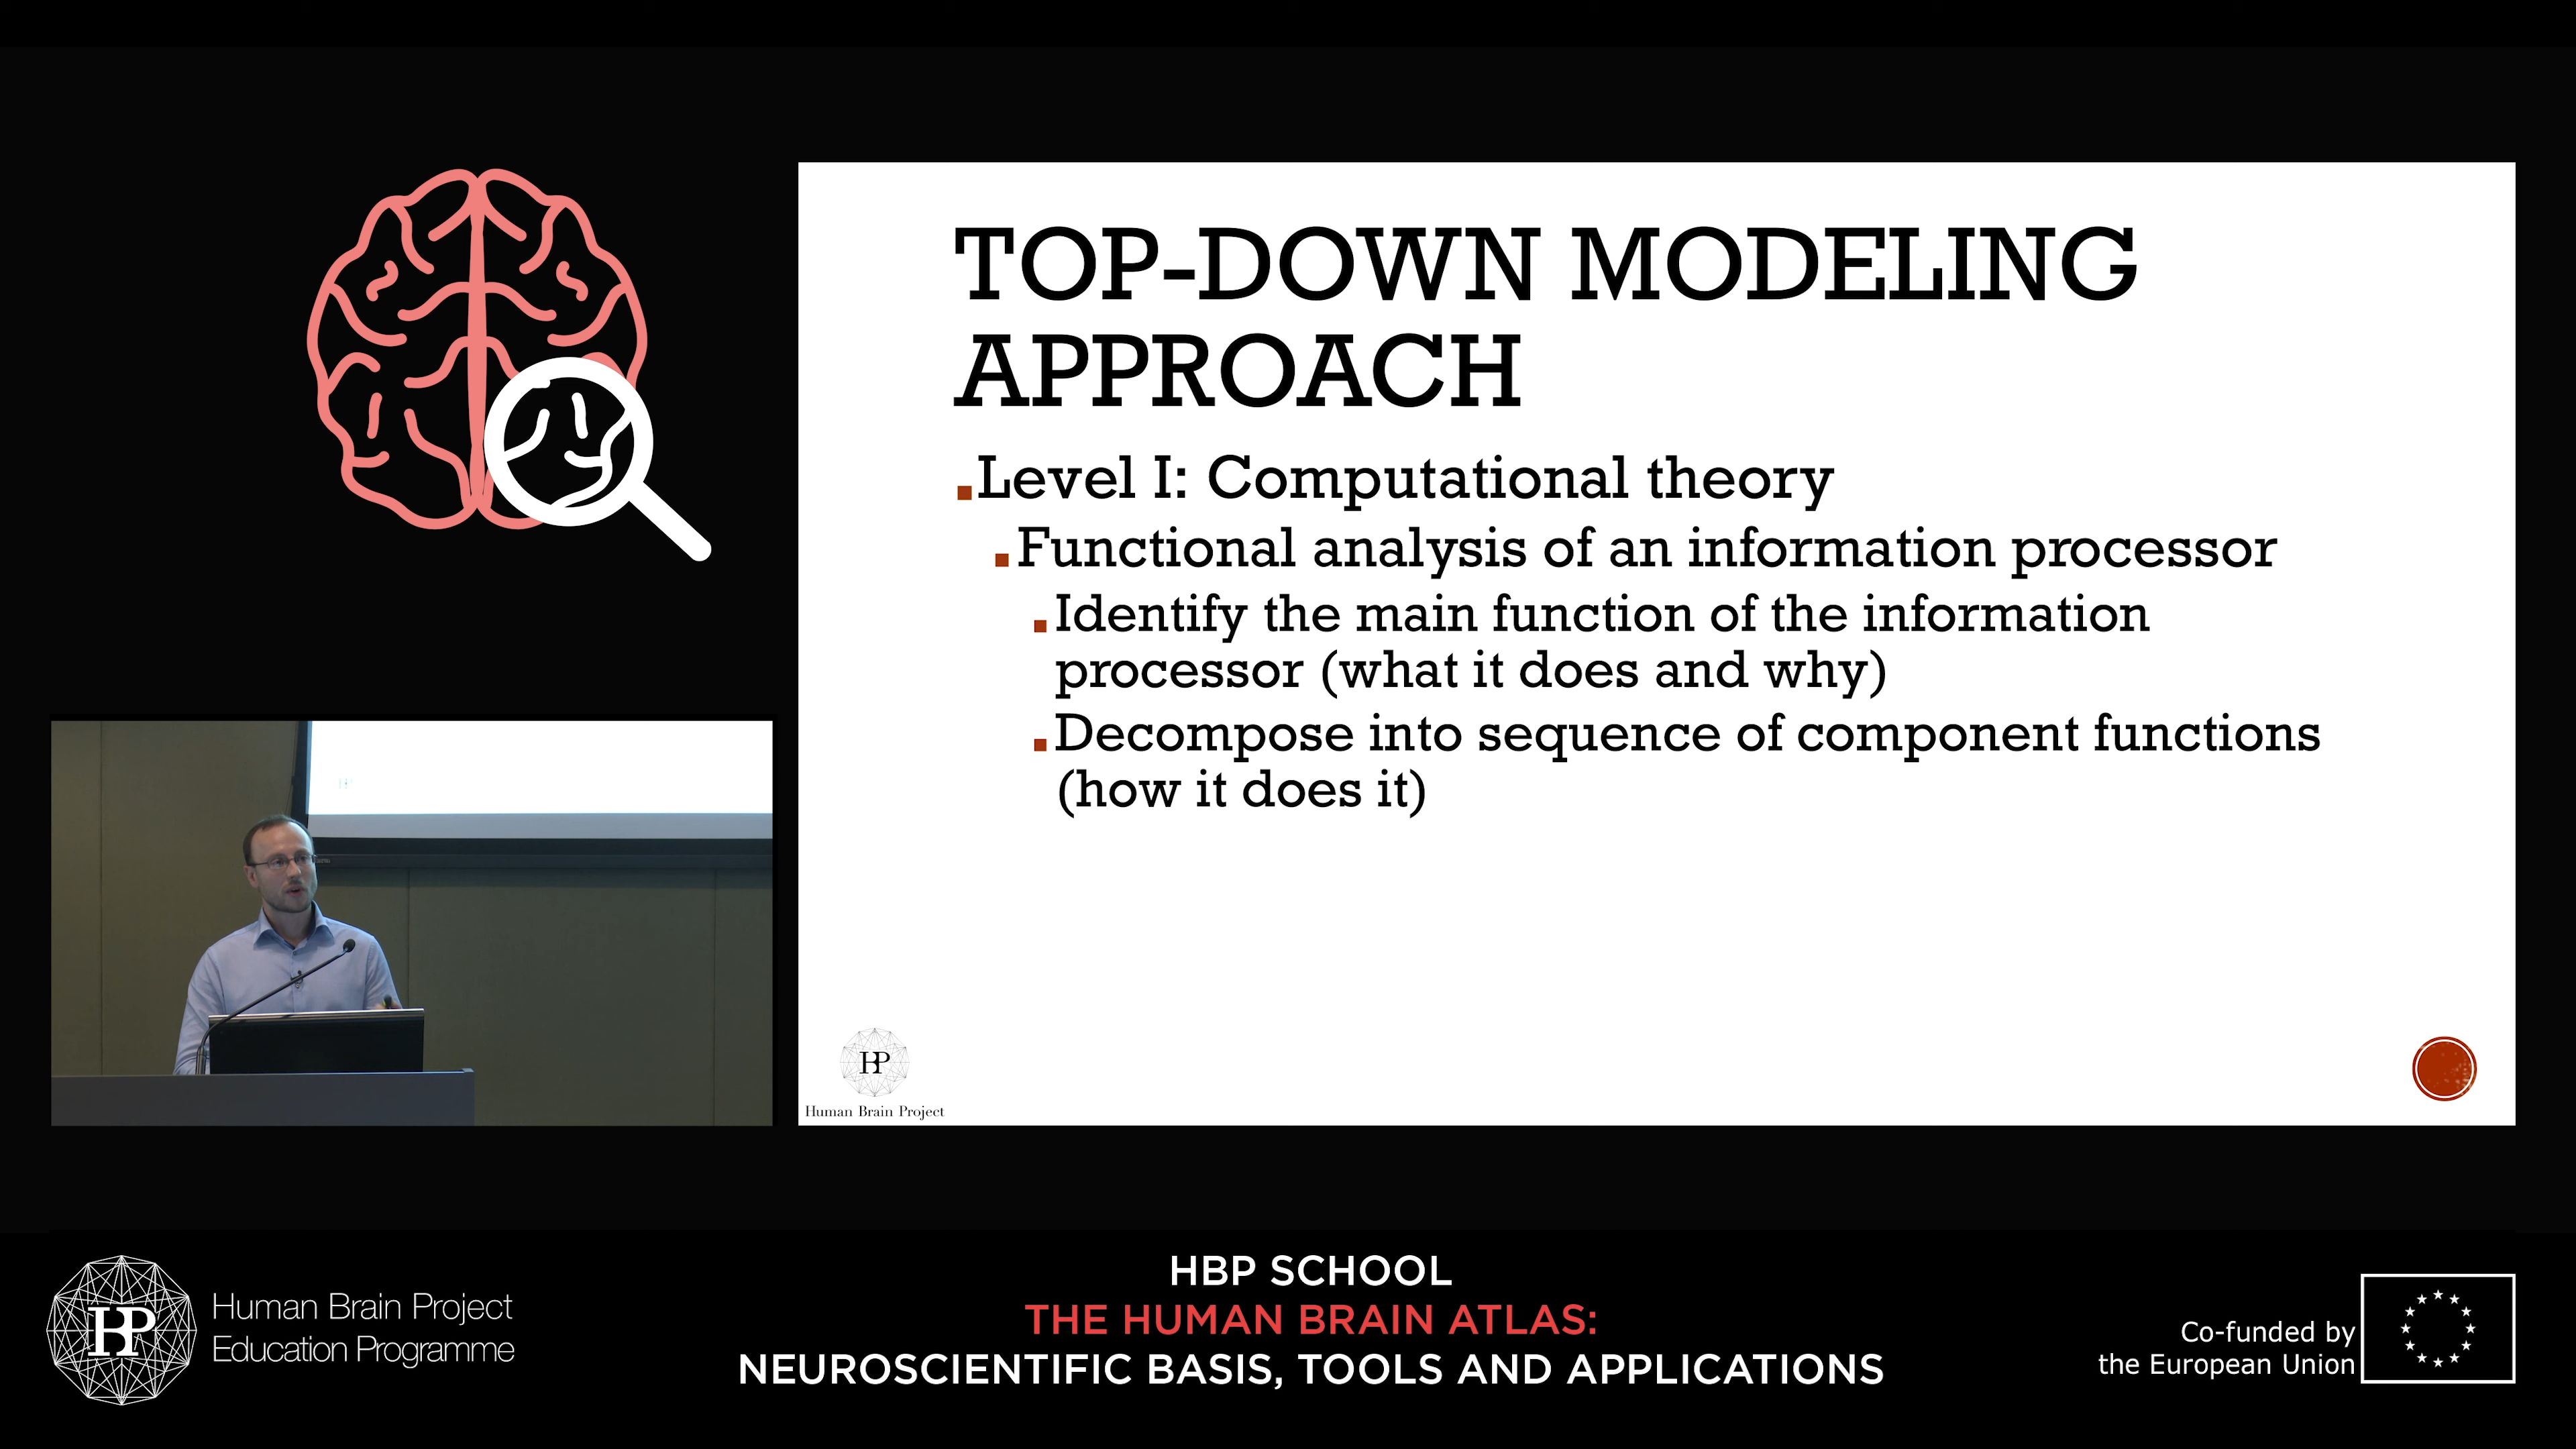 TOP-DOWN MODELING
APPROACH
Level I: Computational theory
Functional analysis of an information processor
Identify the main function of the information
processor (what it does and why)
Decompose into sequence of component functions
(how it does it)
HBP
Human Brain Project
HBP
Human Brain Project
Education Programme
HBP SCHOOL
THE HUMAN BRAIN ATLAS:
NEUROSCIENTIFIC BASIS, TOOLS AND APPLICATIONS
Co-funded by
the European Union